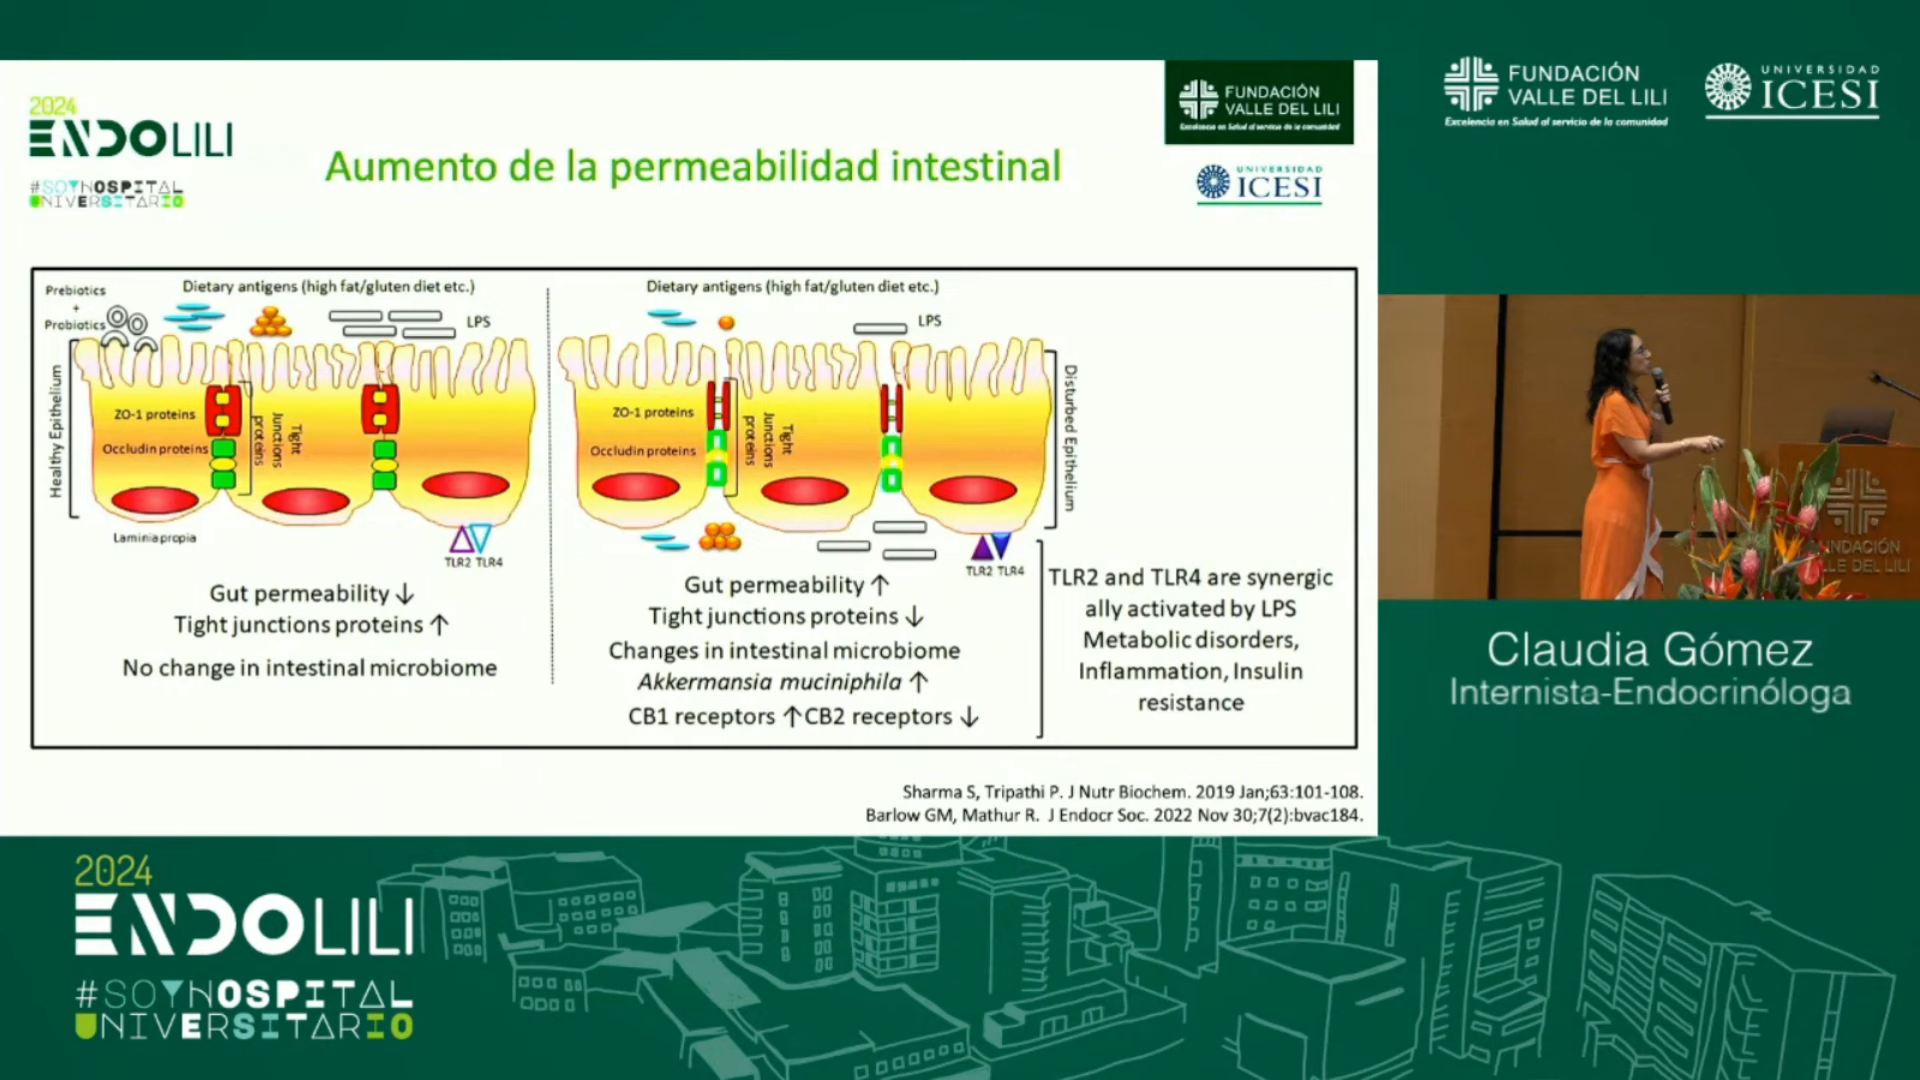 2024
ENDOLILI
#SOYHOSPITAL
UNIVERSITARIO
Aumento de la permeabilidad intestinal
FUNDACIÓN
VALLE DEL LILI
Excelencia en Salud al servicio de la comunidad
UNIVERSIDAD
ICESI
Prebiotics
+
Probiotics
Dietary antigens (high fat/gluten diet etc.)
LPS
Healthy Epithelium
ZO-1 proteins
Occludin proteins
Tight
Junctions
proteins
Laminia propia
TLR2 TLR4
Gut permeability ↓
Tight junctions proteins ↑
No change in intestinal microbiome
Dietary antigens (high fat/gluten diet etc.)
LPS
ZO-1 proteins
Occludin proteins
Tight
Junctions
proteins
Disturbed Epithelium
TLR2 TLR4
Gut permeability ↑
Tight junctions proteins ↓
Changes in intestinal microbiome
Akkermansia muciniphila ↑
CB1 receptors ↑CB2 receptors ↓
TLR2 and TLR4 are synergic
ally activated by LPS
Metabolic disorders,
Inflammation, Insulin
resistance
Sharma S, Tripathi P. J Nutr Biochem. 2019 Jan;63:101-108.
Barlow GM, Mathur R. J Endocr Soc. 2022 Nov 30;7(2):bvac184.
FUNDACIÓN
VALLE DEL LILI
Excelencia en Salud al servicio de la comunidad
UNIVERSIDAD
ICESI
FUNDACIÓN
VALLE DEL LILI
Claudia Gómez
Internista-Endocrinóloga
2024
ENDOLILI
#SOYHOSPITAL
UNIVERSITARIO